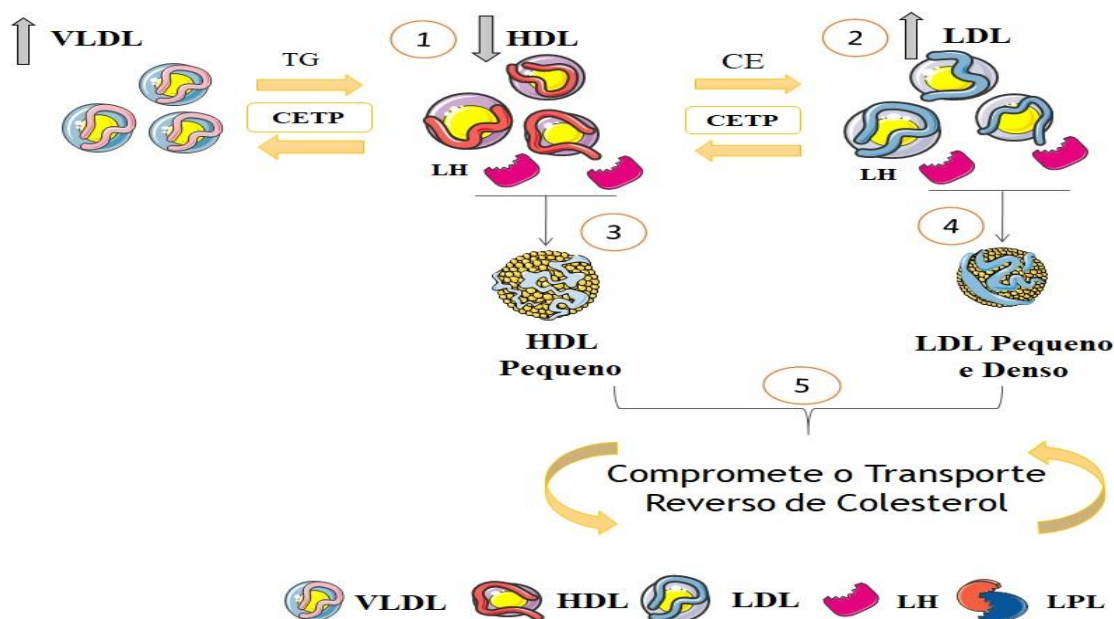 VLDL
1
HDL
2
LDL
TG
CETP
CE
CETP
LH
LH
3
4
HDL
Pequeno
LDL Pequeno
e Denso
5
Compromete o Transporte
Reverso de Colesterol
VLDL
HDL
LDL
LH
LPL